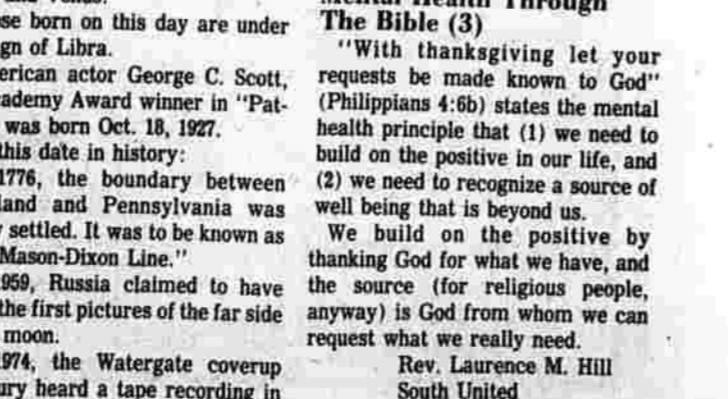 se born on this day are under
gn of Libra.
erican actor George C. Scott,
ademy Award winner in "Pat-
was born Oct. 18, 1927.
this date in history:
1776, the boundary between
land and Pennsylvania was
settled. It was to be known as
Mason-Dixon Line."
959, Russia claimed to have
the first pictures of the far side
moon.
974, the Watergate coverup
ury heard a tape recording in
Mental Health Through
The Bible (3)
"With thanksgiving let your
requests be made known to God"
(Philippians 4:6b) states the mental
health principle that (1) we need to
build on the positive in our life, and
(2) we need to recognize a source of
well being that is beyond us.
We build on the positive by
thanking God for what we have, and
the source (for religious people,
anyway) is God from whom we can
request what we really need.
Rev. Laurence M. Hill
South United